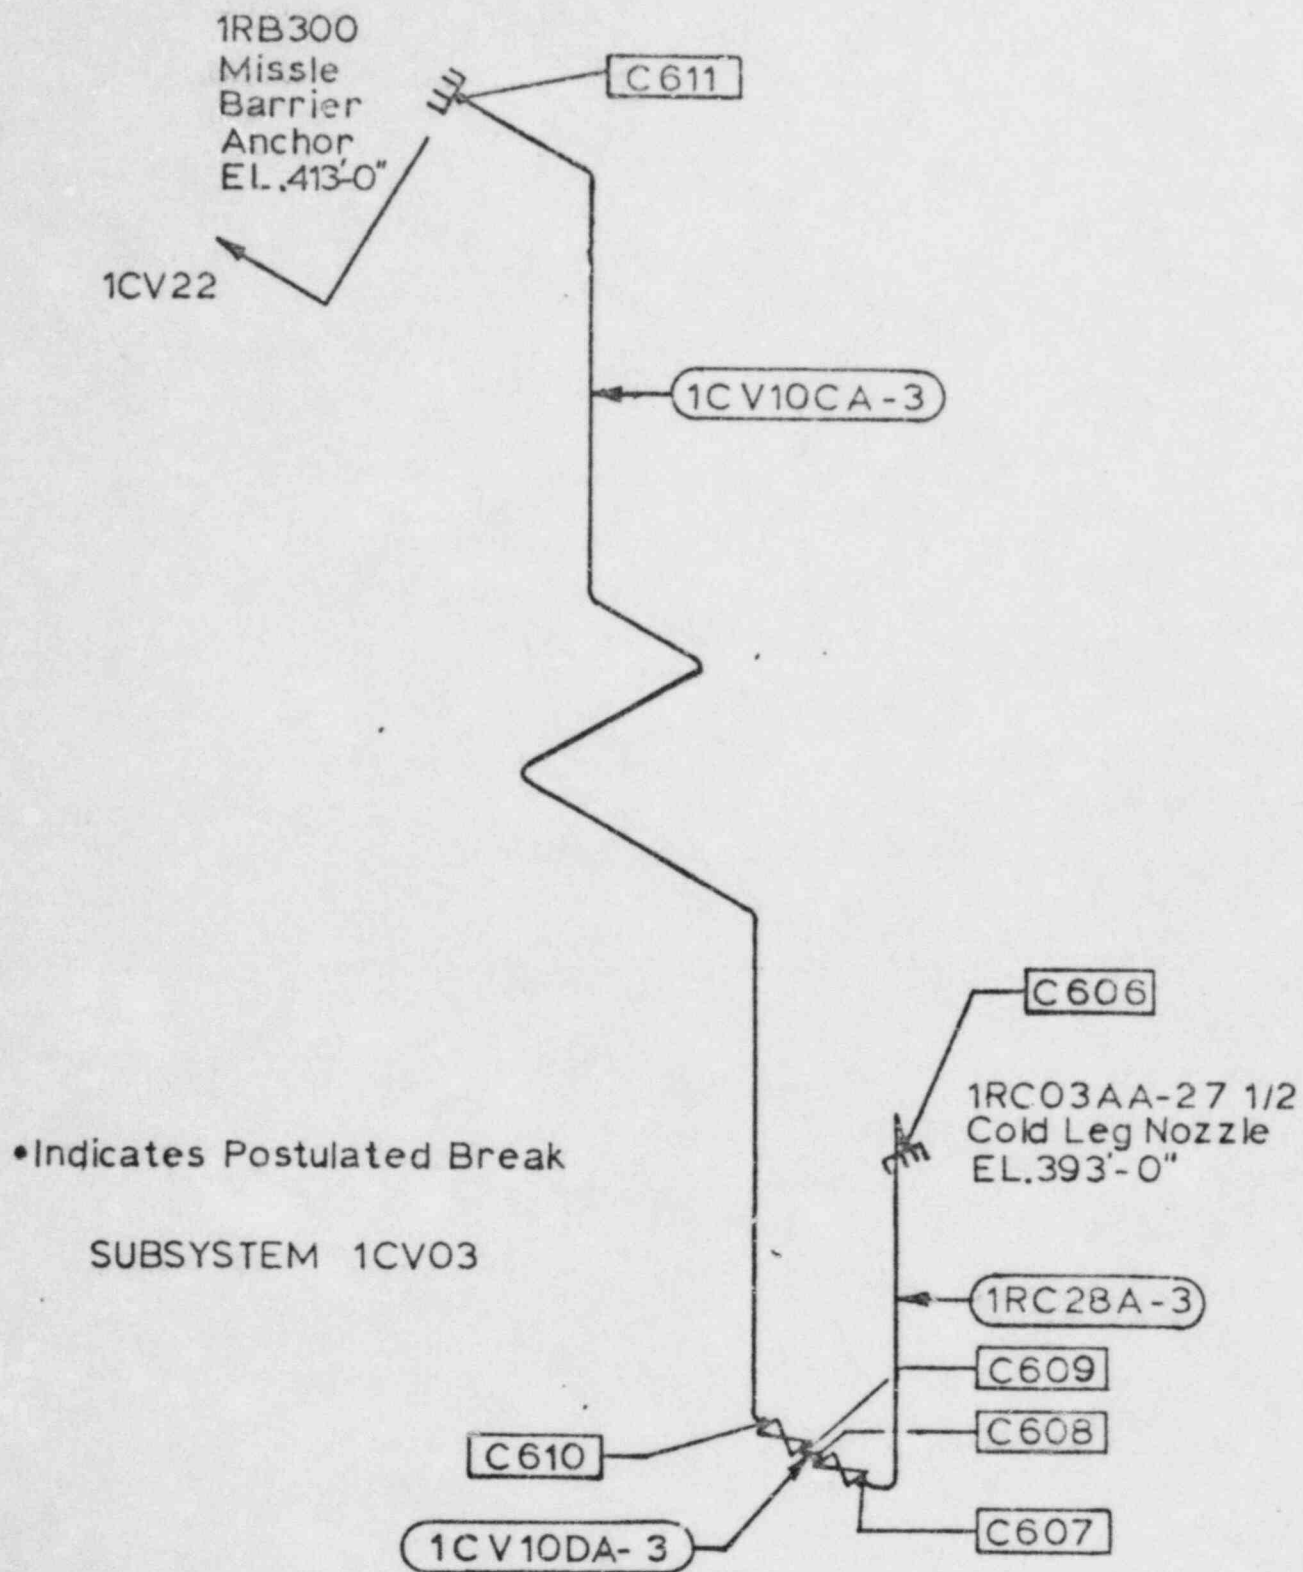 1RB300
Missle
Barrier
Anchor
EL.413'-0"
C611
1CV22
1CV10CA-3
C606
1RC03AA-27 1/2
Cold Leg Nozzle
EL.393'-0"
•Indicates Postulated Break
SUBSYSTEM 1CV03
1RC28A-3
C609
C608
C610
C607
1CV10DA-3